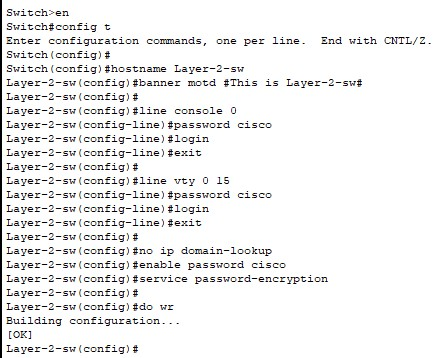 Switch>en
Switch#config t
Enter configuration commands, one per line.  End with CNTL/Z.
Switch(config)#
Switch(config)#hostname Layer-2-sw
Layer-2-sw(config)#banner motd #This is Layer-2-sw#
Layer-2-sw(config)#
Layer-2-sw(config)#line console 0
Layer-2-sw(config-line)#password cisco
Layer-2-sw(config-line)#login
Layer-2-sw(config-line)#exit
Layer-2-sw(config)#
Layer-2-sw(config)#line vty 0 15
Layer-2-sw(config-line)#password cisco
Layer-2-sw(config-line)#login
Layer-2-sw(config-line)#exit
Layer-2-sw(config)#
Layer-2-sw(config)#no ip domain-lookup
Layer-2-sw(config)#enable password cisco
Layer-2-sw(config)#service password-encryption
Layer-2-sw(config)#
Layer-2-sw(config)#do wr
Building configuration...
[OK]
Layer-2-sw(config)#